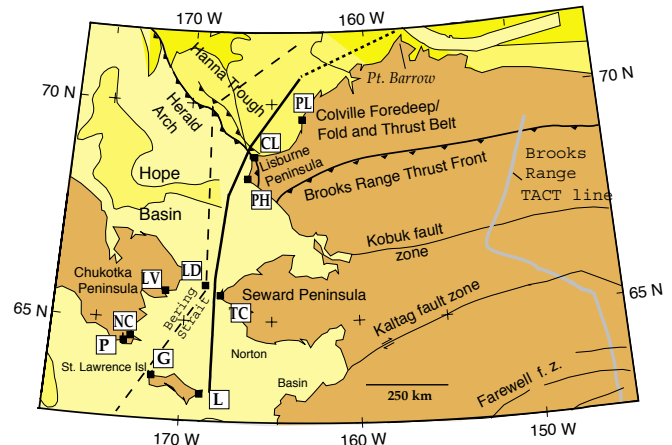 170 W
160 W
70 N
70 N
Hanna Trough
Pt. Barrow
Herald
Arch
PL
Colville Foredeep/
Fold and Thrust Belt
CL
Lisburne
Peninsula
Brooks Range Thrust Front
Brooks
Range
TACT line
Hope
Basin
PH
Kobuk fault
zone
Chukotka
Peninsula
LV
LD
Bering
Strait
Seward Peninsula
TC
Kaltag fault zone
65 N
65 N
NC
P
G
St. Lawrence Isl.
Norton
Basin
L
250 km
Farewell f. z.
170 W
160 W
150 W